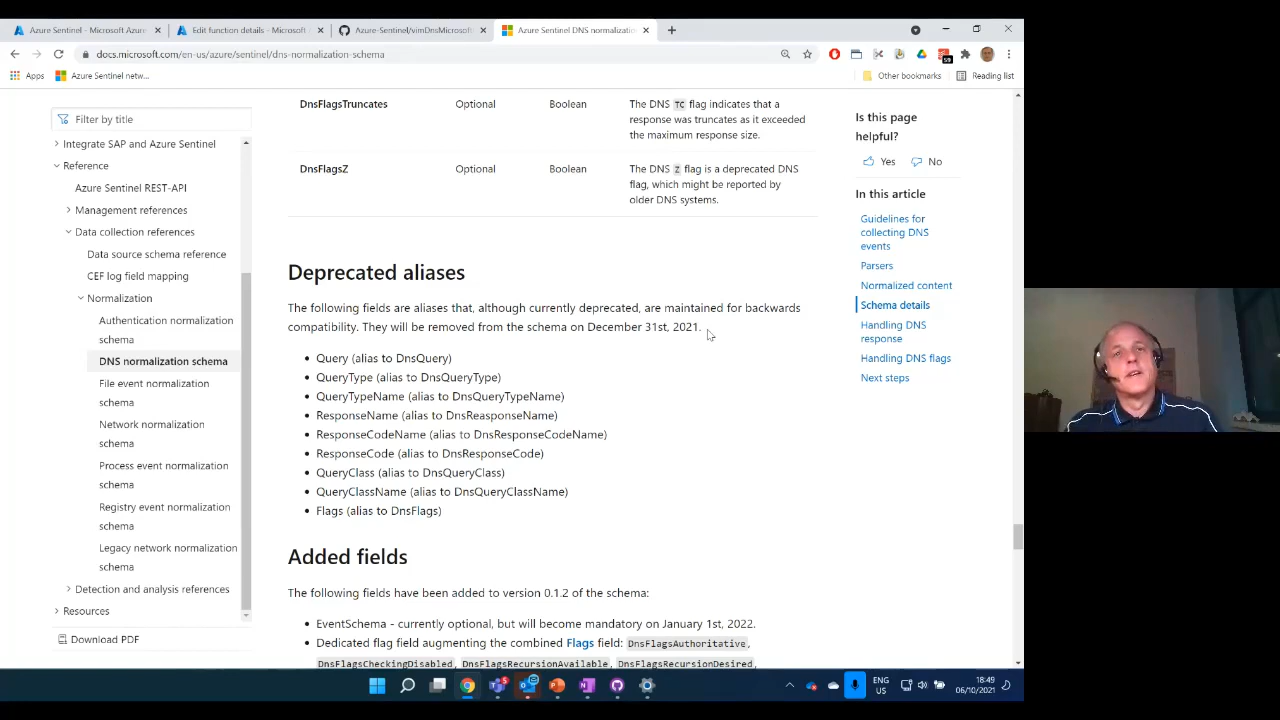 Azure Sentinel - Microsoft Azure
Edit function details - Microsoft
Azure-Sentinel/vimDnsMicrosoft
Azure Sentinel DNS normalizatio
docs.microsoft.com/en-us/azure/sentinel/dns-normalization-schema
59
Apps
Azure Sentinel netw...
Other bookmarks
Reading list
Filter by title
Integrate SAP and Azure Sentinel
Reference
Azure Sentinel REST-API
Management references
Data collection references
Data source schema reference
CEF log field mapping
Normalization
Authentication normalization
schema
DNS normalization schema
File event normalization
schema
Network normalization
schema
Process event normalization
schema
Registry event normalization
schema
Legacy network normalization
schema
Detection and analysis references
Resources
Download PDF
DnsFlagsTruncates Optional Boolean The DNS TC flag indicates that a
response was truncates as it exceeded
the maximum response size.
DnsFlagsZ Optional Boolean The DNS Z flag is a deprecated DNS
flag, which might be reported by
older DNS systems.
Deprecated aliases
The following fields are aliases that, although currently deprecated, are maintained for backwards
compatibility. They will be removed from the schema on December 31st, 2021.
• Query (alias to DnsQuery)
• QueryType (alias to DnsQueryType)
• QueryTypeName (alias to DnsQueryTypeName)
• ResponseName (alias to DnsReasponseName)
• ResponseCodeName (alias to DnsResponseCodeName)
• ResponseCode (alias to DnsResponseCode)
• QueryClass (alias to DnsQueryClass)
• QueryClassName (alias to DnsQueryClassName)
• Flags (alias to DnsFlags)
Added fields
The following fields have been added to version 0.1.2 of the schema:
• EventSchema - currently optional, but will become mandatory on January 1st, 2022.
• Dedicated flag field augmenting the combined Flags field: DnsFlagsAuthoritative,
DnsFlagsCheckingDisabled, DnsFlagsRecursionAvailable, DnsFlagsRecursionDesired,
Is this page
helpful?
Yes No
In this article
Guidelines for
collecting DNS
events
Parsers
Normalized content
Schema details
Handling DNS
response
Handling DNS flags
Next steps
ENG
US
18:49
06/10/2021